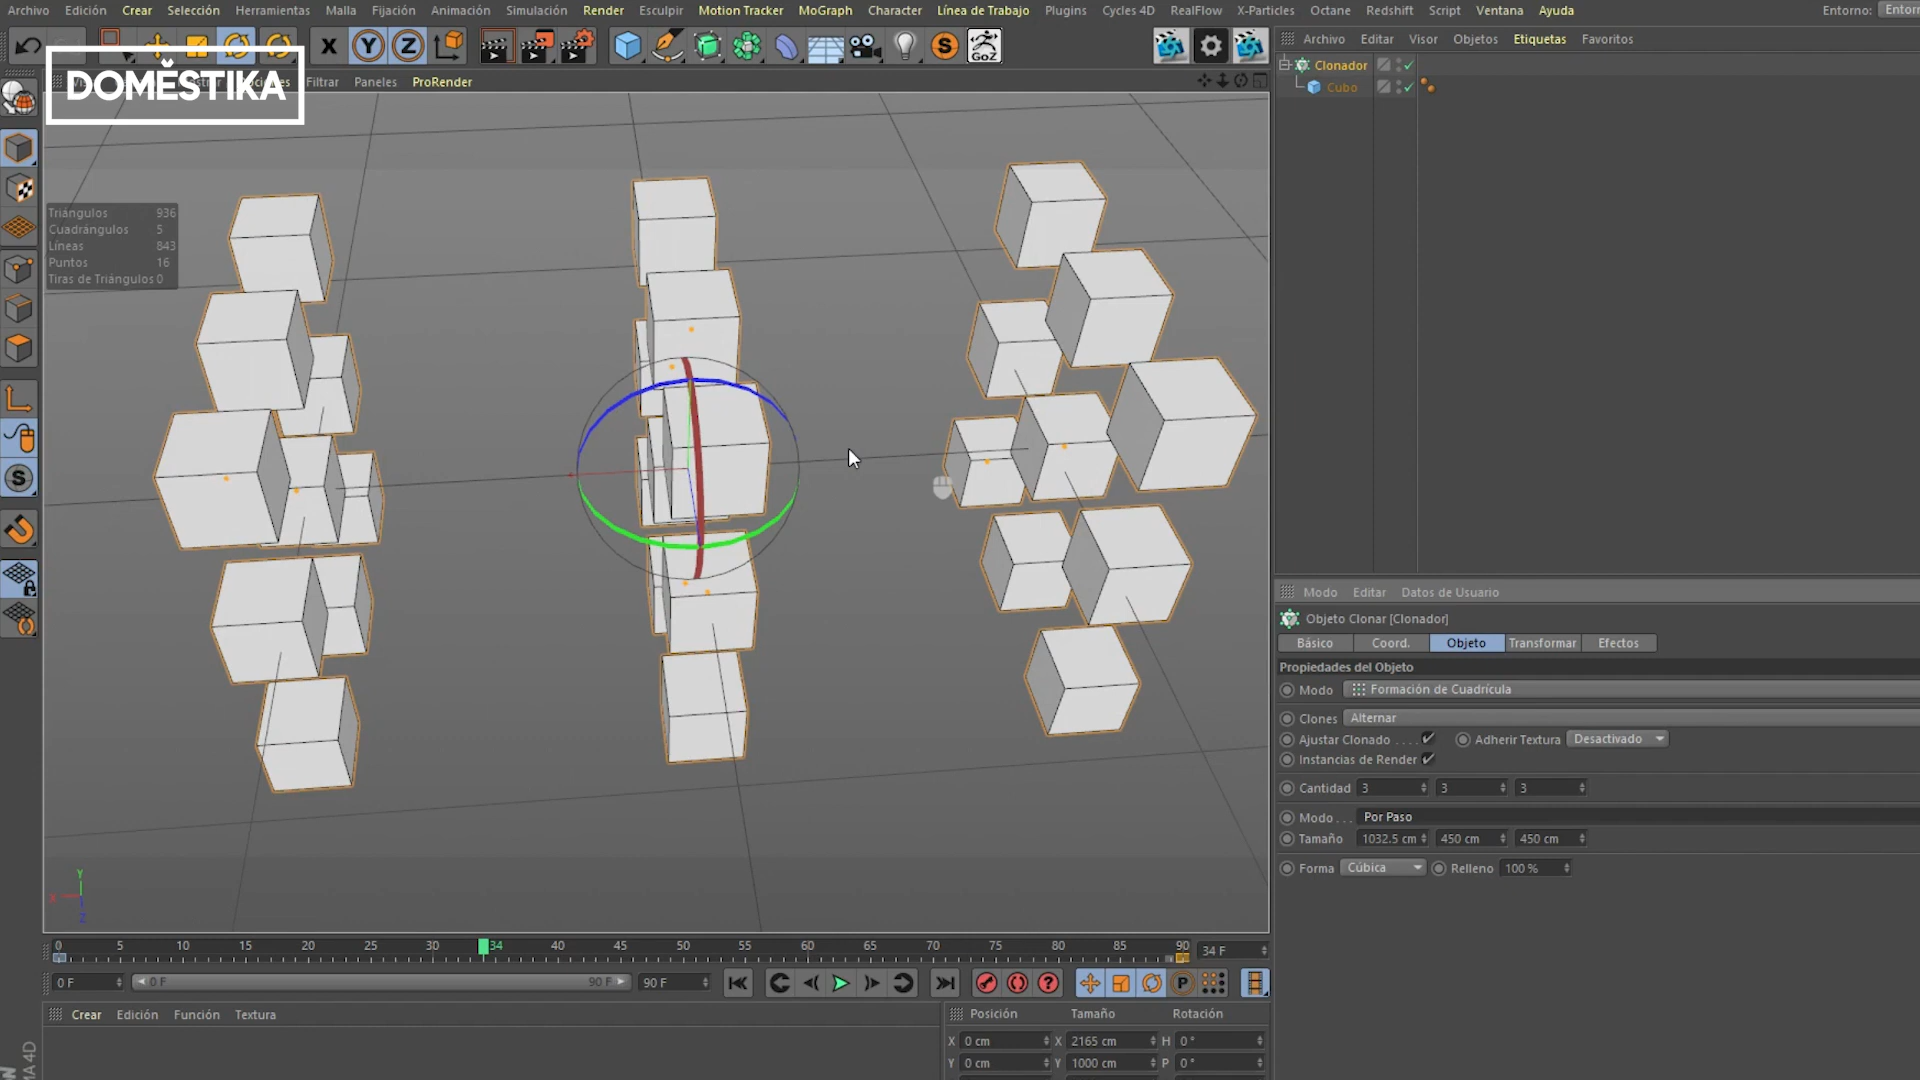 Archivo Edición Crear Selección Herramientas Malla Fijación Animación Simulación Render Esculpir Motion Tracker MoGraph Character Línea de Trabajo Plugins Cycles 4D RealFlow X-Particles Octane Redshift Script Ventana Ayuda Entorno:
X Y Z
S
GoZ
DOMESTIKA
Filtrar Paneles ProRender
Archivo Editar Visor Objetos Etiquetas Favoritos
Clonador
Cubo
Triángulos 936
Cuadrángulos 5
Líneas 843
Puntos 16
Tiras de Triángulos 0
S
Modo Editar Datos de Usuario
Objeto Clonar [Clonador]
Básico Coord. Objeto Transformar Efectos
Propiedades del Objeto
Modo Formación de Cuadrícula
Clones Alternar
Ajustar Clonado .... Adherir Textura Desactivado
Instancias de Render
Cantidad 3 3 3
Modo... Por Paso
Tamaño 1032.5 cm 450 cm 450 cm
Forma Cúbica Relleno 100 %
Y
X
Z
0 5 10 15 20 25 30 34 40 45 50 55 60 65 70 75 80 85 90 34 F
0 F 0 F 90 F 90 F P
Crear Edición Función Textura
Posición Tamaño Rotación
X 0 cm X 2165 cm H 0 °
Y 0 cm Y 1000 cm P 0 °